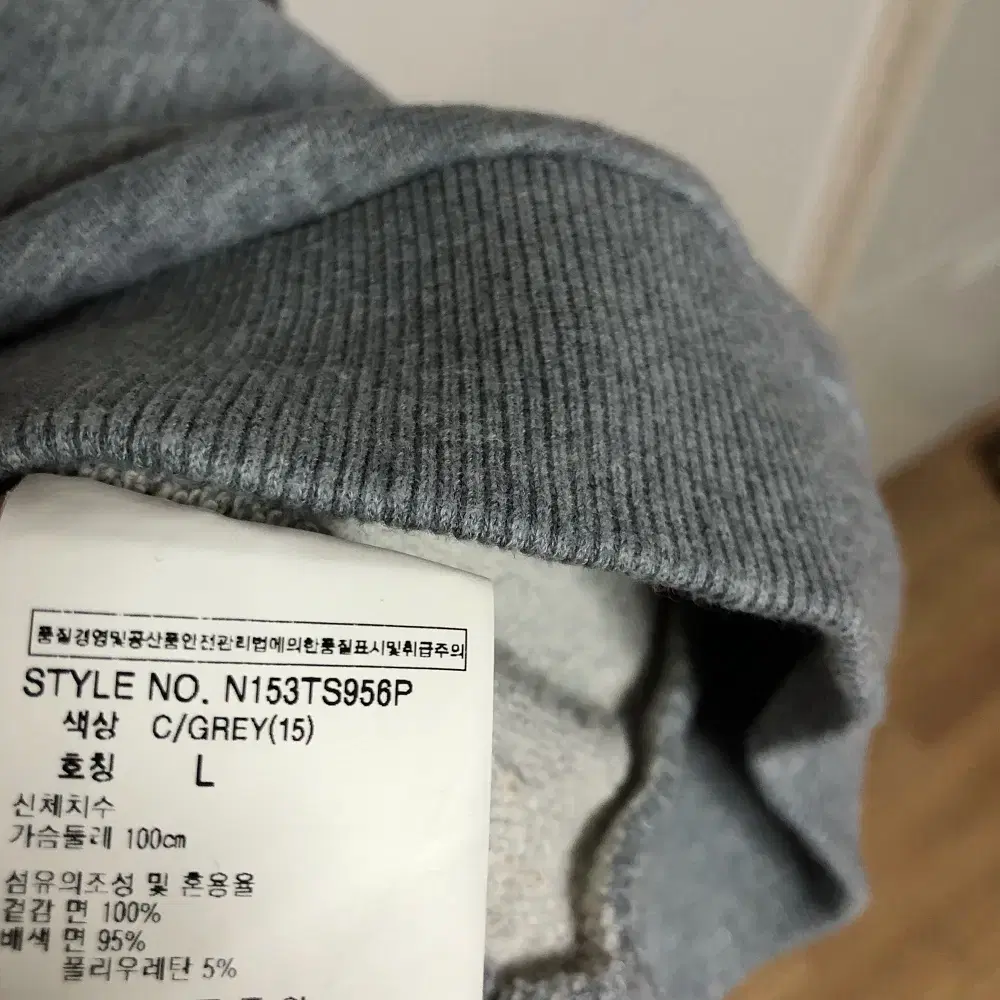 품질경영및공산품안전관리법에의한품질표시및취급주의
STYLE NO. N153TS956P
색상 C/GREY(15)
호칭 L
신체치수
가슴둘레 100cm
섬유의조성 및 혼용율
겉감 면 100%
배색 면 95%
폴리우레탄 5%